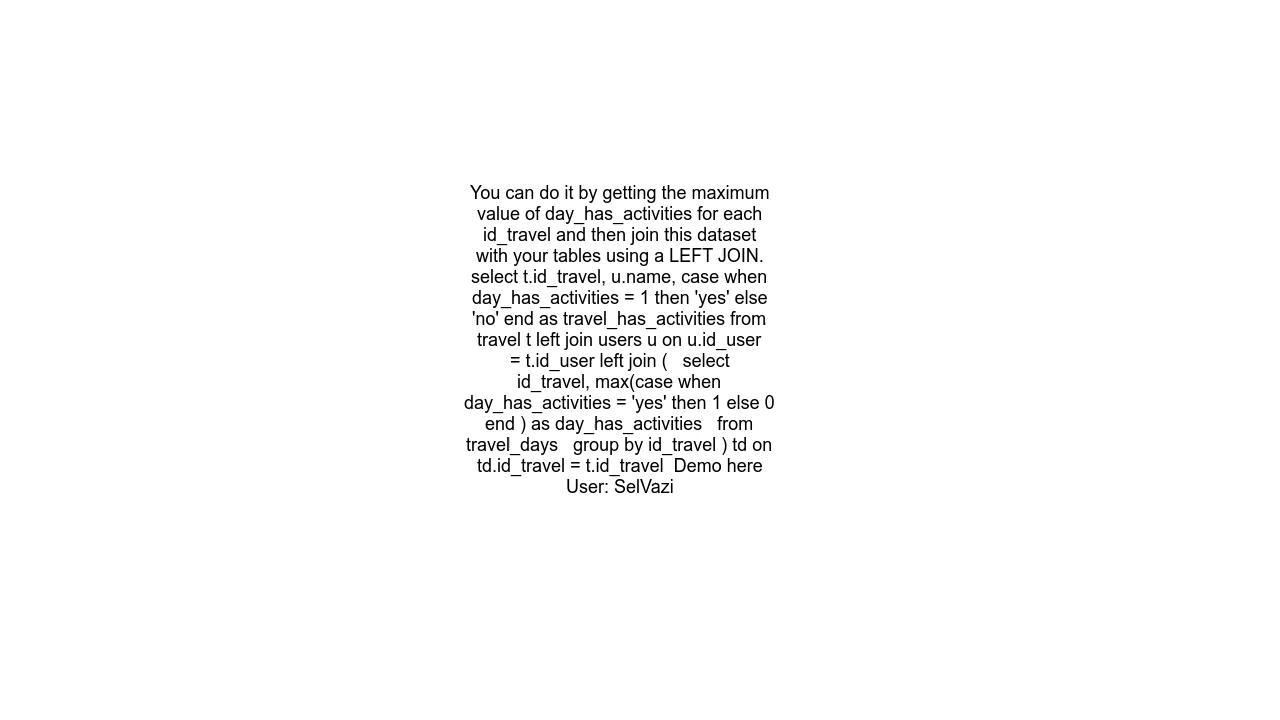 You can do it by getting the maximum
value of day_has_activities for each
id_travel and then join this dataset
with your tables using a LEFT JOIN.
select t.id_travel, u.name, case when
day_has_activities = 1 then 'yes' else
'no' end as travel_has_activities from
travel t left join users u on u.id_user
= t.id_user left join (   select
id_travel, max(case when
day_has_activities = 'yes' then 1 else 0
end ) as day_has_activities   from
travel_days   group by id_travel ) td on
td.id_travel = t.id_travel  Demo here
User: SelVazi